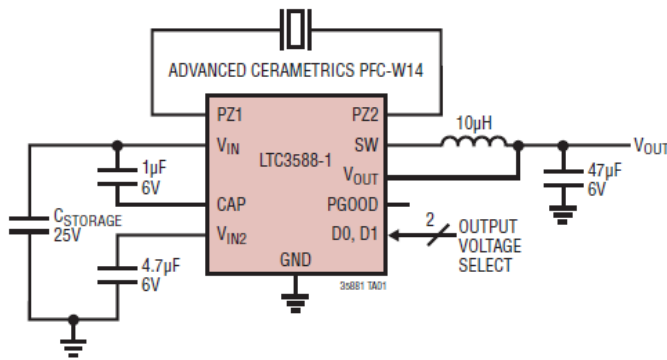 ADVANCED CERAMETRICS PFC-W14
PZ1
PZ2
VIN
SW
10µH
VOUT
LTC3588-1
1µF
6V
VOUT
47µF
6V
CAP
PGOOD
CSTORAGE
25V
VIN2
D0, D1
2
OUTPUT
VOLTAGE
SELECT
4.7µF
6V
GND
35881 TA01